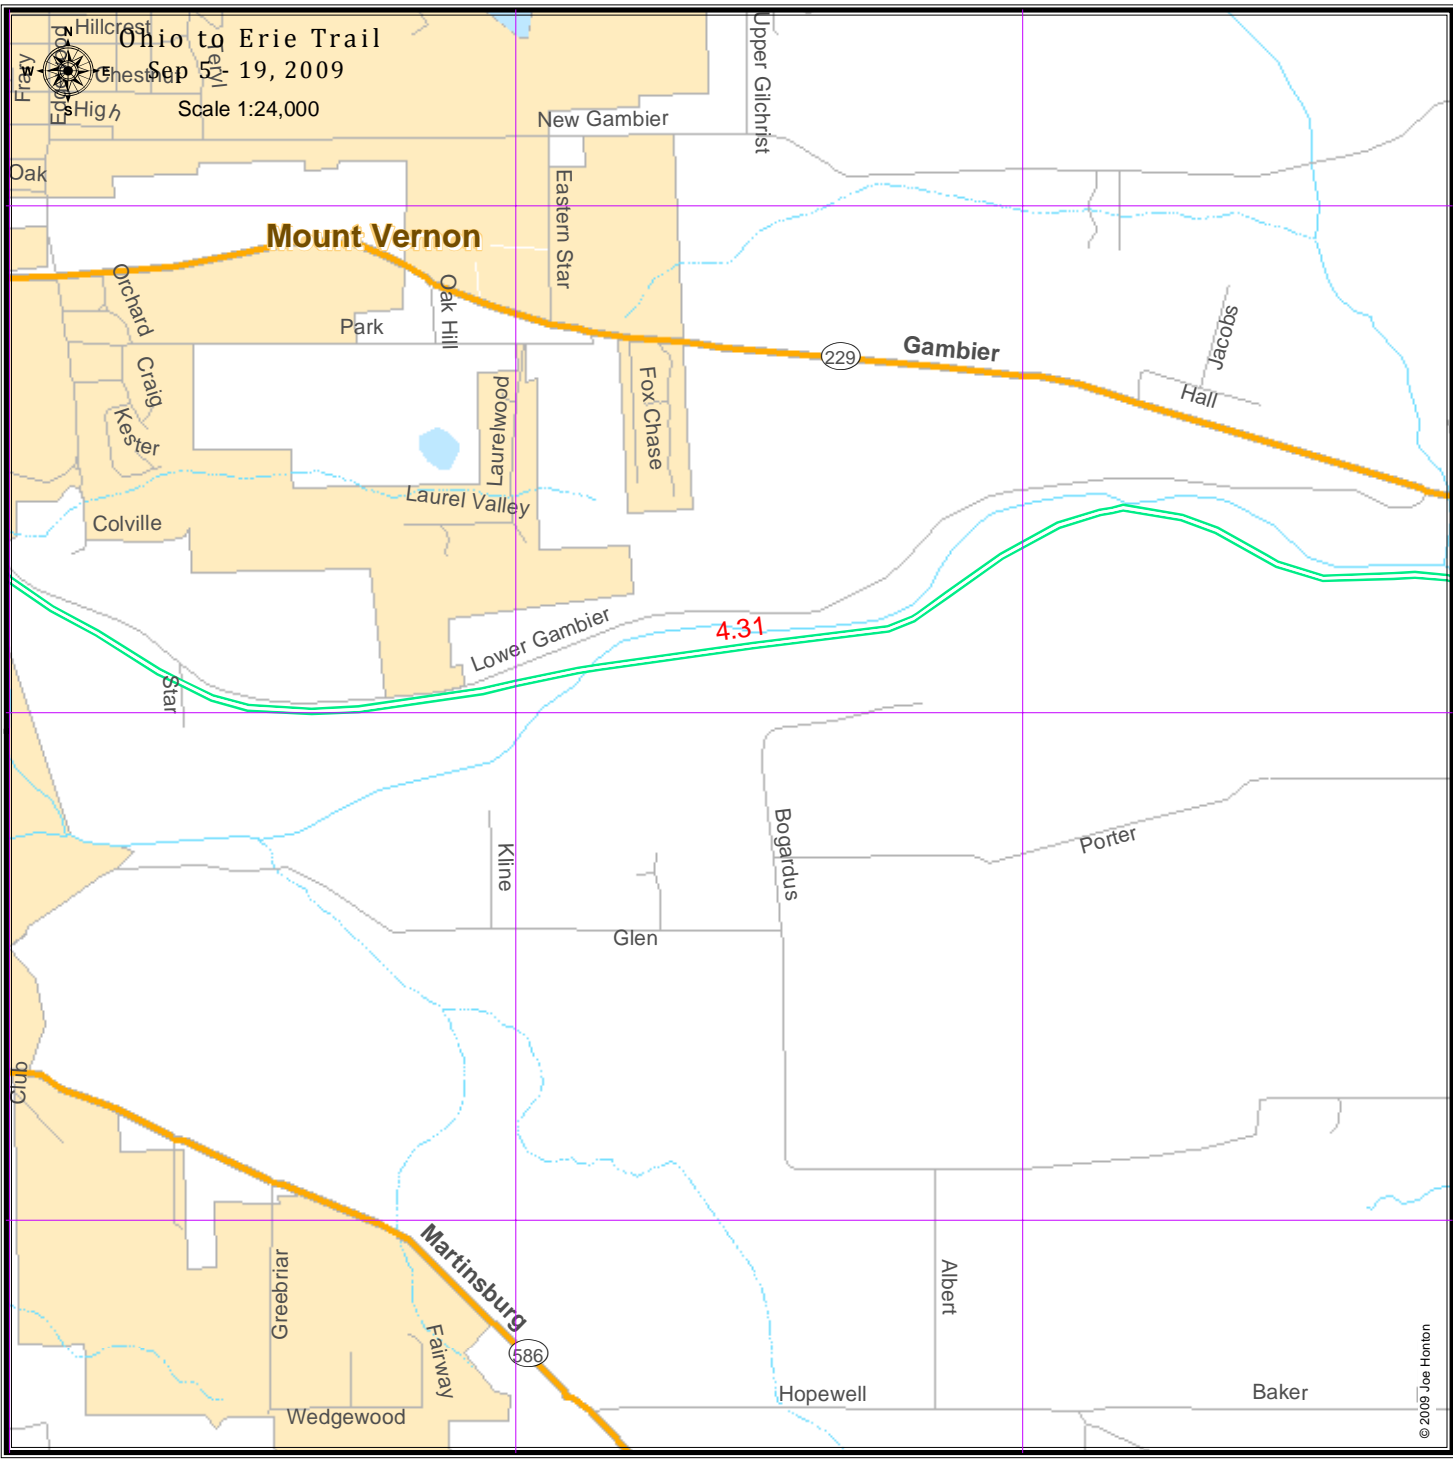 Hillcrest
Ohio to Erie Trail
Sep 5 - 19, 2009
Scale 1:24,000
N
W
E
S
Frary
Edgewood
Chestnut
Teryl
High
Oak
New Gambier
Upper Gilchrist
Eastern Star
Mount Vernon
Orchard
Oak Hill
Park
Craig
Kester
Laurelwood
Fox Chase
229
Gambier
Jacobs
Hall
Laurel Valley
Colville
Lower Gambier
4.31
Star
Kline
Bogardus
Porter
Glen
Club
Martinsburg
586
Greebriar
Fairway
Wedgewood
Albert
Hopewell
Baker
© 2009 Joe Honton